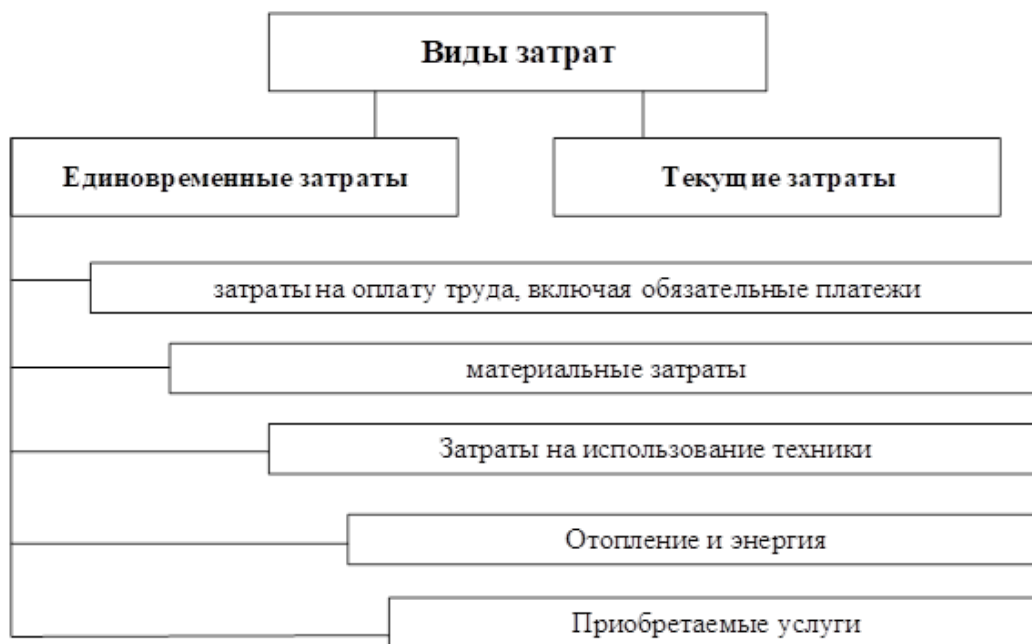 Виды затрат
Единовременные затраты
Текущие затраты
затраты на оплату труда, включая обязательные платежи
материальные затраты
Затраты на использование техники
Отопление и энергия
Приобретаемые услуги